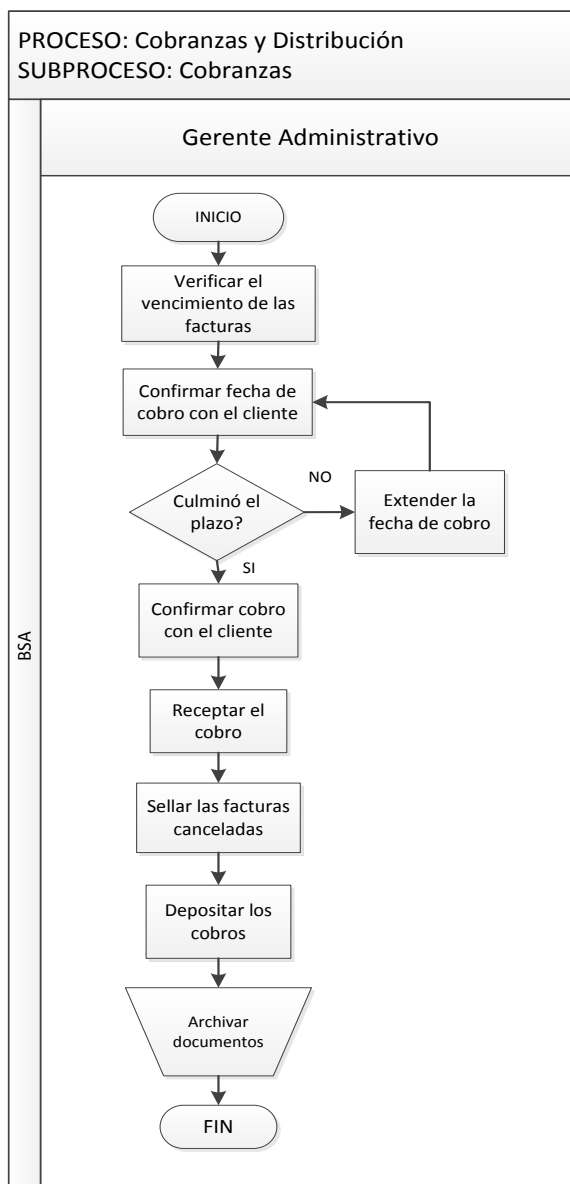 PROCESO: Cobranzas y Distribución
SUBPROCESO: Cobranzas
Gerente Administrativo
BSA
INICIO
Verificar el
vencimiento de las
facturas
Confirmar fecha de
cobro con el cliente
Culminó el
plazo?
NO
Extender la
fecha de cobro
SI
Confirmar cobro
con el cliente
Receptar el
cobro
Sellar las facturas
canceladas
Depositar los
cobros
Archivar
documentos
FIN